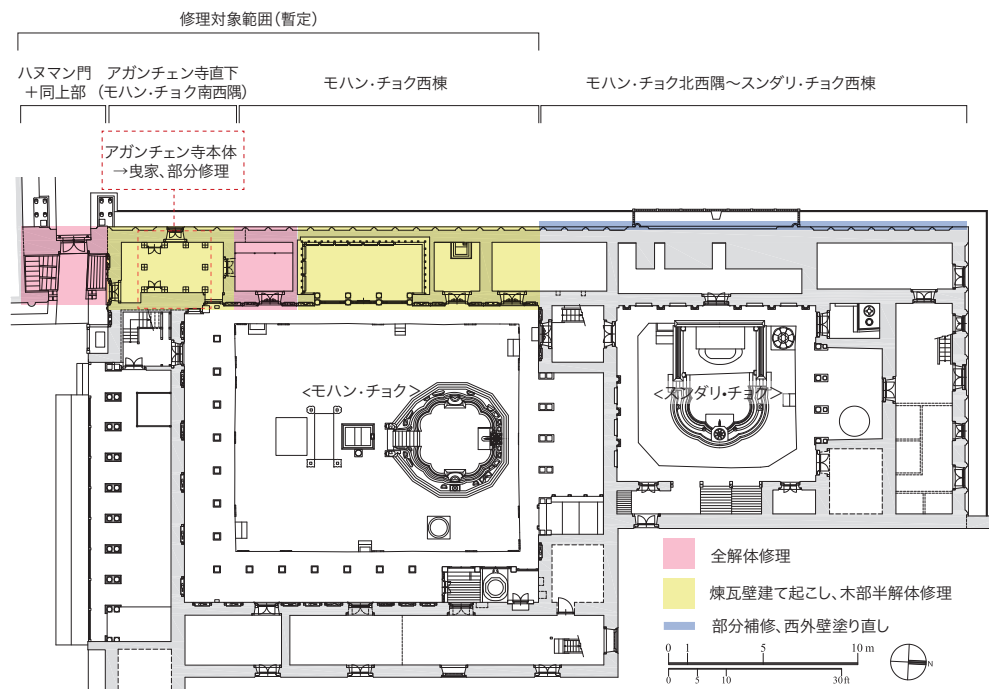 修理対象範囲(暫定)
ハヌマン門
+同上部
アガンチェン寺直下
(モハン・チョク南西隅)
モハン・チョク西棟
モハン・チョク北西隅〜スンダリ・チョク西棟
アガンチェン寺本体
→曳家、部分修理
<モハン・チョク>
<スンダリ・チョク>
全解体修理
煉瓦壁建て起こし、木部半解体修理
部分補修、西外壁塗り直し
0 1 5 10 m
0 5 10 30 ft
N